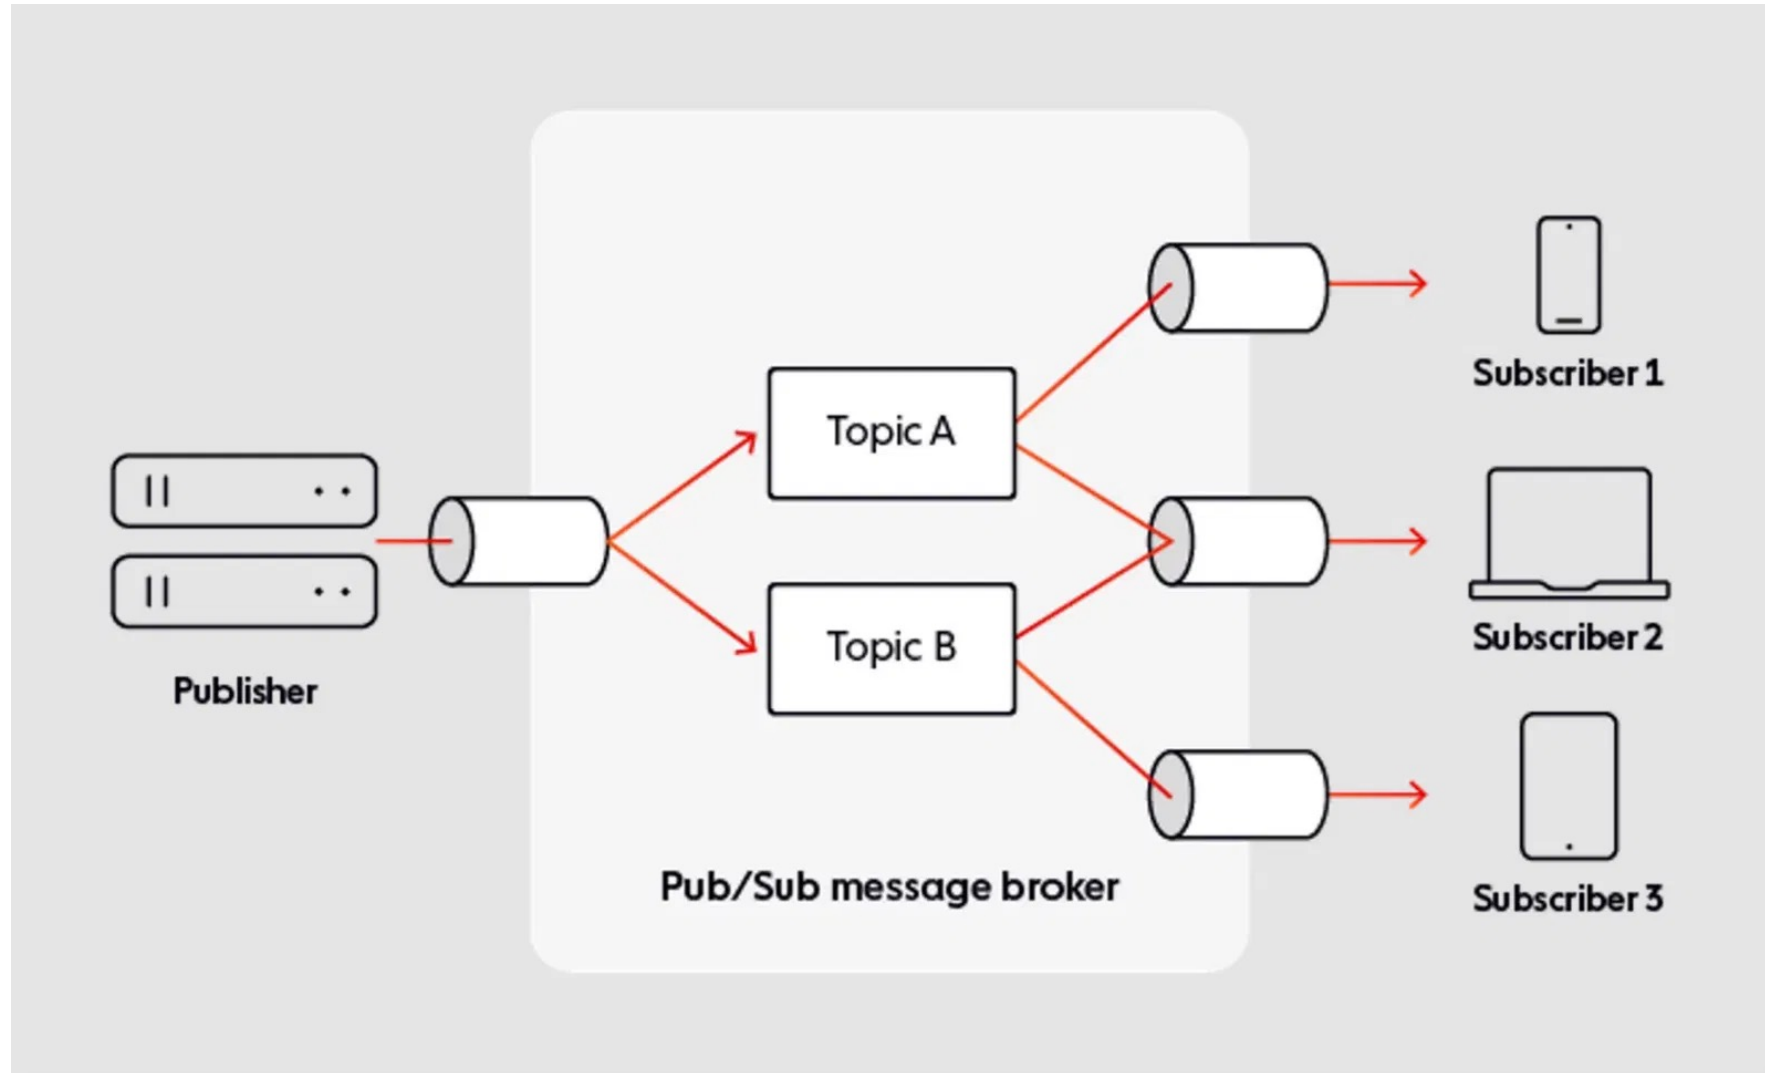 Publisher
Topic A
Topic B
Pub/Sub message broker
Subscriber 1
Subscriber 2
Subscriber 3